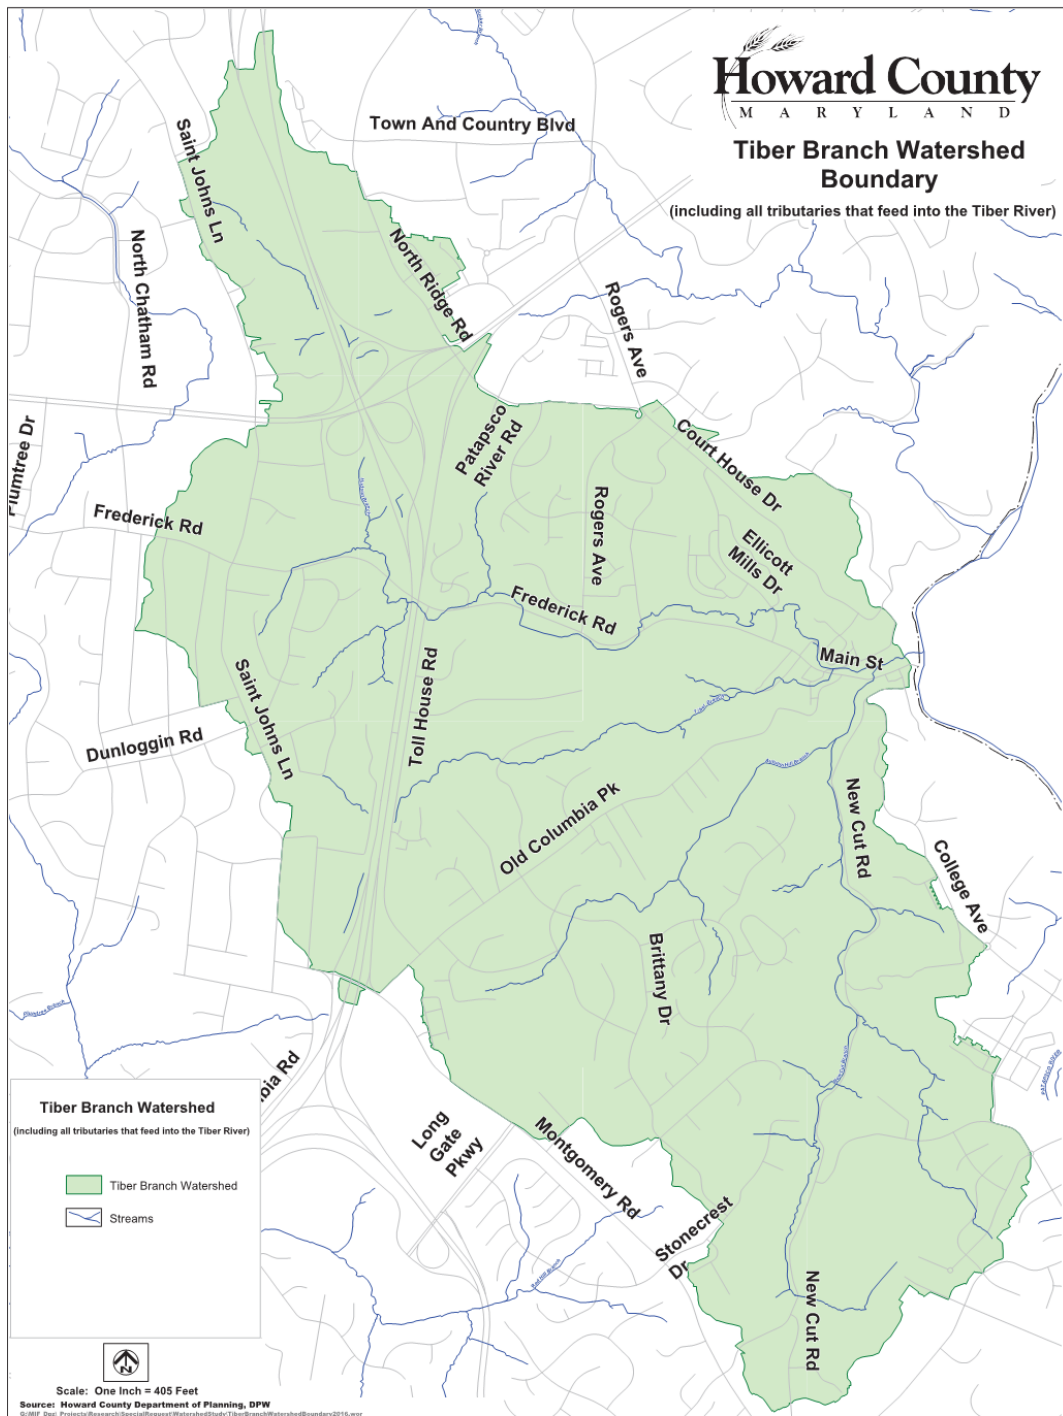 Howard County
MARYLAND
Tiber Branch Watershed
Boundary
(including all tributaries that feed into the Tiber River)
Town And Country Blvd
Saint Johns Ln
North Chatham Rd
North Ridge Rd
Rogers Ave
Plumtree Dr
Patapsco
River Rd
Court House Dr
Frederick Rd
Rogers Ave
Ellicott
Mills Dr
Frederick Rd
Main St
Saint Johns Ln
Toll House Rd
Dunloggin Rd
Old Columbia Pk
New Cut Rd
College Ave
Brittany Dr
bia Rd
Long
Gate
Pkwy
Montgomery Rd
Stonecrest
Dr
New Cut Rd
Tiber Branch Watershed
(including all tributaries that feed into the Tiber River)
Tiber Branch Watershed
Streams
N
Scale: One Inch = 405 Feet
Source: Howard County Department of Planning, DPW